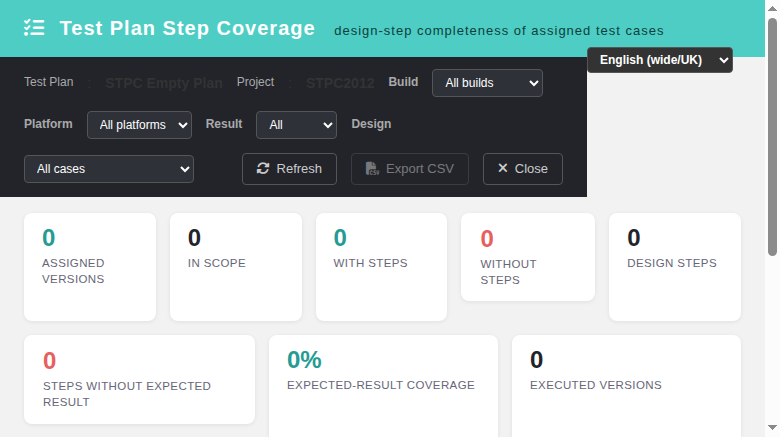 Test Plan Step Coverage design-step completeness of assigned test cases
English (wide/UK)
Test Plan : STPC Empty Plan Project : STPC2012 Build All builds
Platform All platforms Result All Design
All cases Refresh Export CSV Close
0
ASSIGNED
VERSIONS
0
IN SCOPE
0
WITH STEPS
0
WITHOUT
STEPS
0
DESIGN STEPS
0
STEPS WITHOUT EXPECTED
RESULT
0%
EXPECTED-RESULT COVERAGE
0
EXECUTED VERSIONS